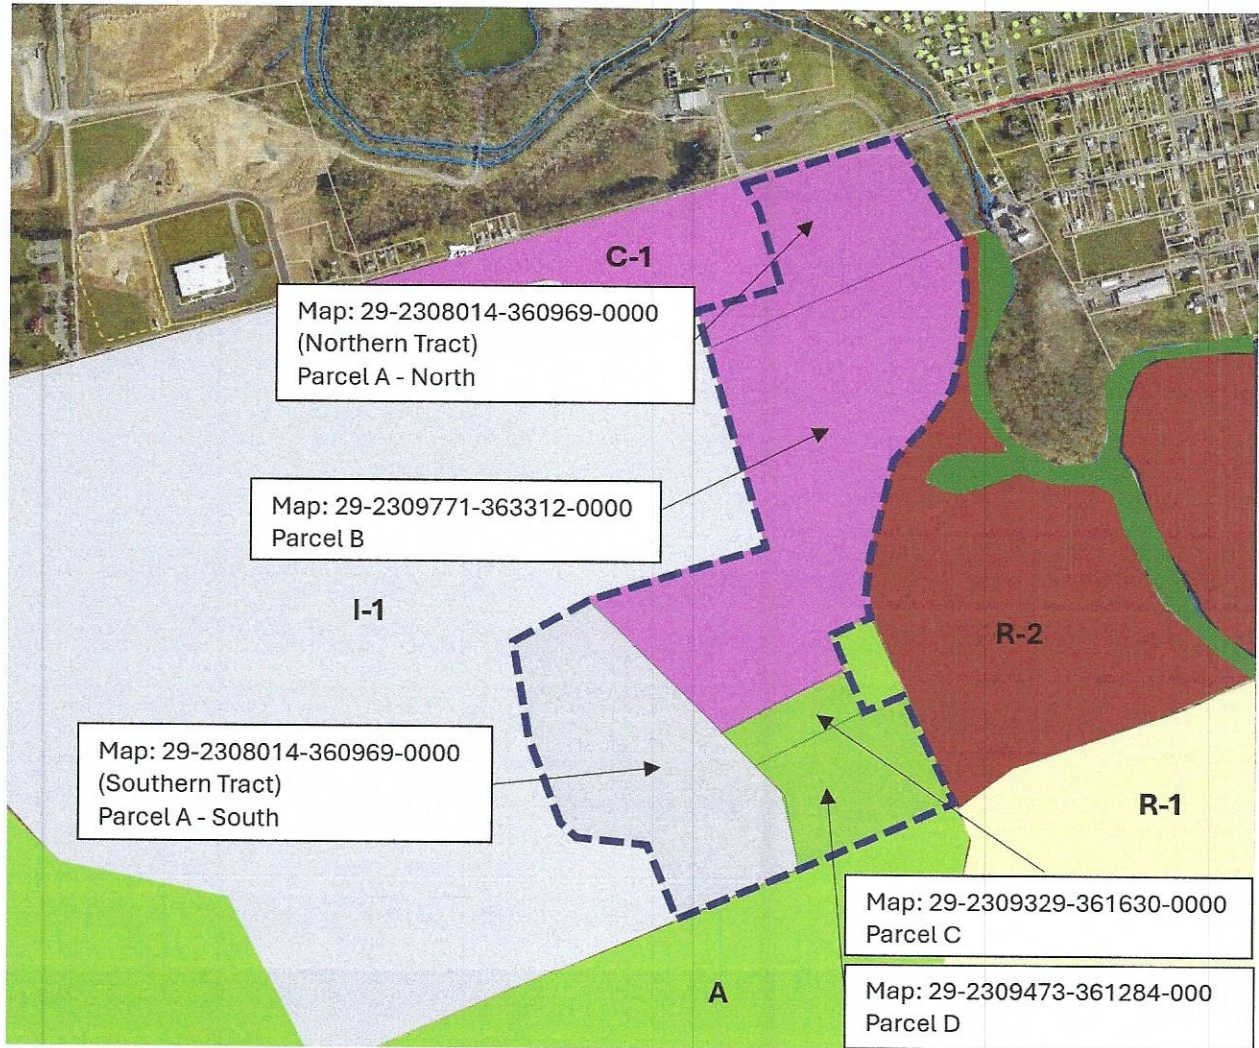 C-1
Map: 29-2308014-360969-0000
(Northern Tract)
Parcel A - North
Map: 29-2309771-363312-0000
Parcel B
I-1
R-2
Map: 29-2308014-360969-0000
(Southern Tract)
Parcel A - South
R-1
Map: 29-2309329-361630-0000
Parcel C
A
Map: 29-2309473-361284-000
Parcel D